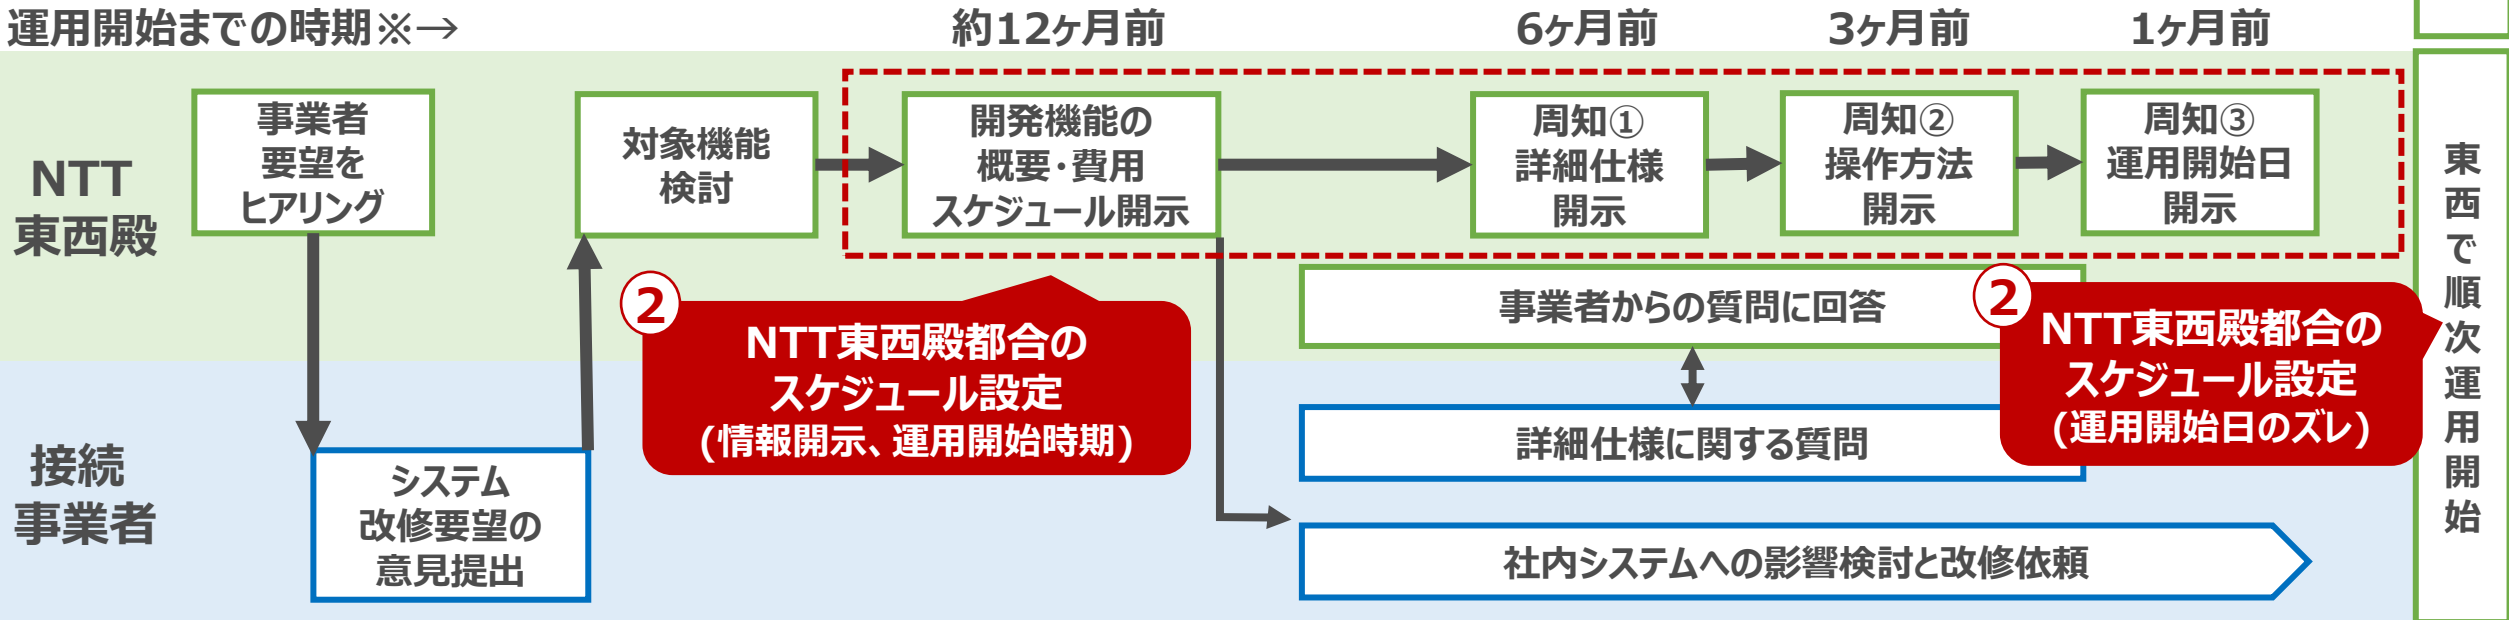 運用開始までの時期※→
約12ヶ月前
6ヶ月前
3ヶ月前
1ヶ月前
NTT
東西殿
事業者
要望を
ヒアリング
対象機能
検討
開発機能の
概要・費用
スケジュール開示
周知①
詳細仕様
開示
周知②
操作方法
開示
周知③
運用開始日
開示
事業者からの質問に回答
②
NTT東西殿都合の
スケジュール設定
(情報開示、運用開始時期)
②
NTT東西殿都合の
スケジュール設定
(運用開始日のズレ)
接続
事業者
システム
改修要望の
意見提出
詳細仕様に関する質問
社内システムへの影響検討と改修依頼
東西で順次運用開始